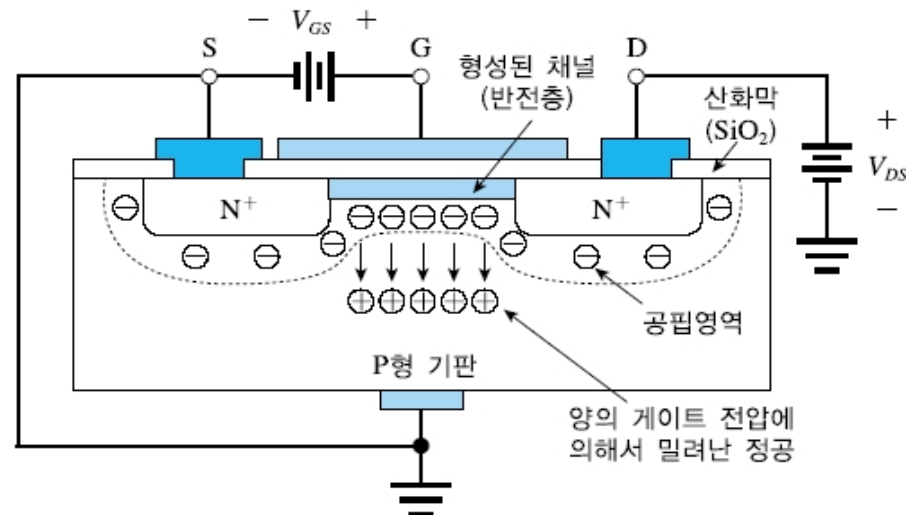 − V_GS +
S
G
D
형성된 채널
(반전층)
산화막
(SiO₂)
+
V_DS
−
N⁺
N⁺
공핍영역
P형 기판
양의 게이트 전압에
의해서 밀려난 정공